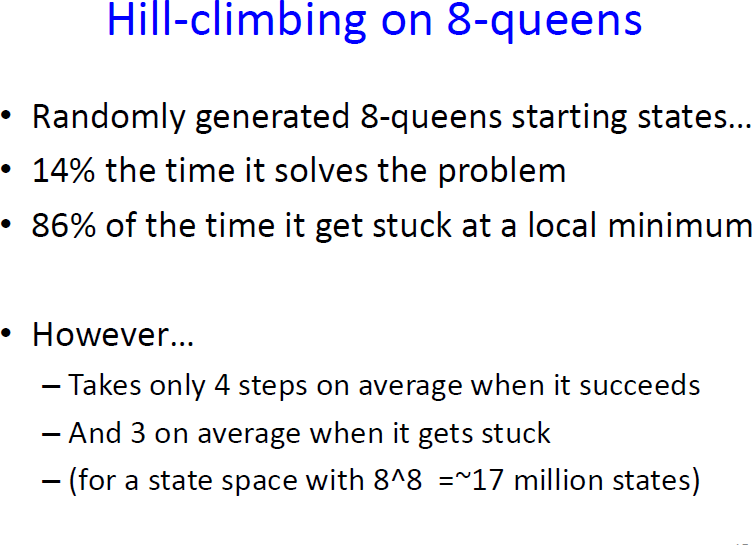 Hill-climbing on 8-queens
• Randomly generated 8-queens starting states…
• 14% the time it solves the problem
• 86% of the time it get stuck at a local minimum
• However…
– Takes only 4 steps on average when it succeeds
– And 3 on average when it gets stuck
– (for a state space with 8^8 =~17 million states)